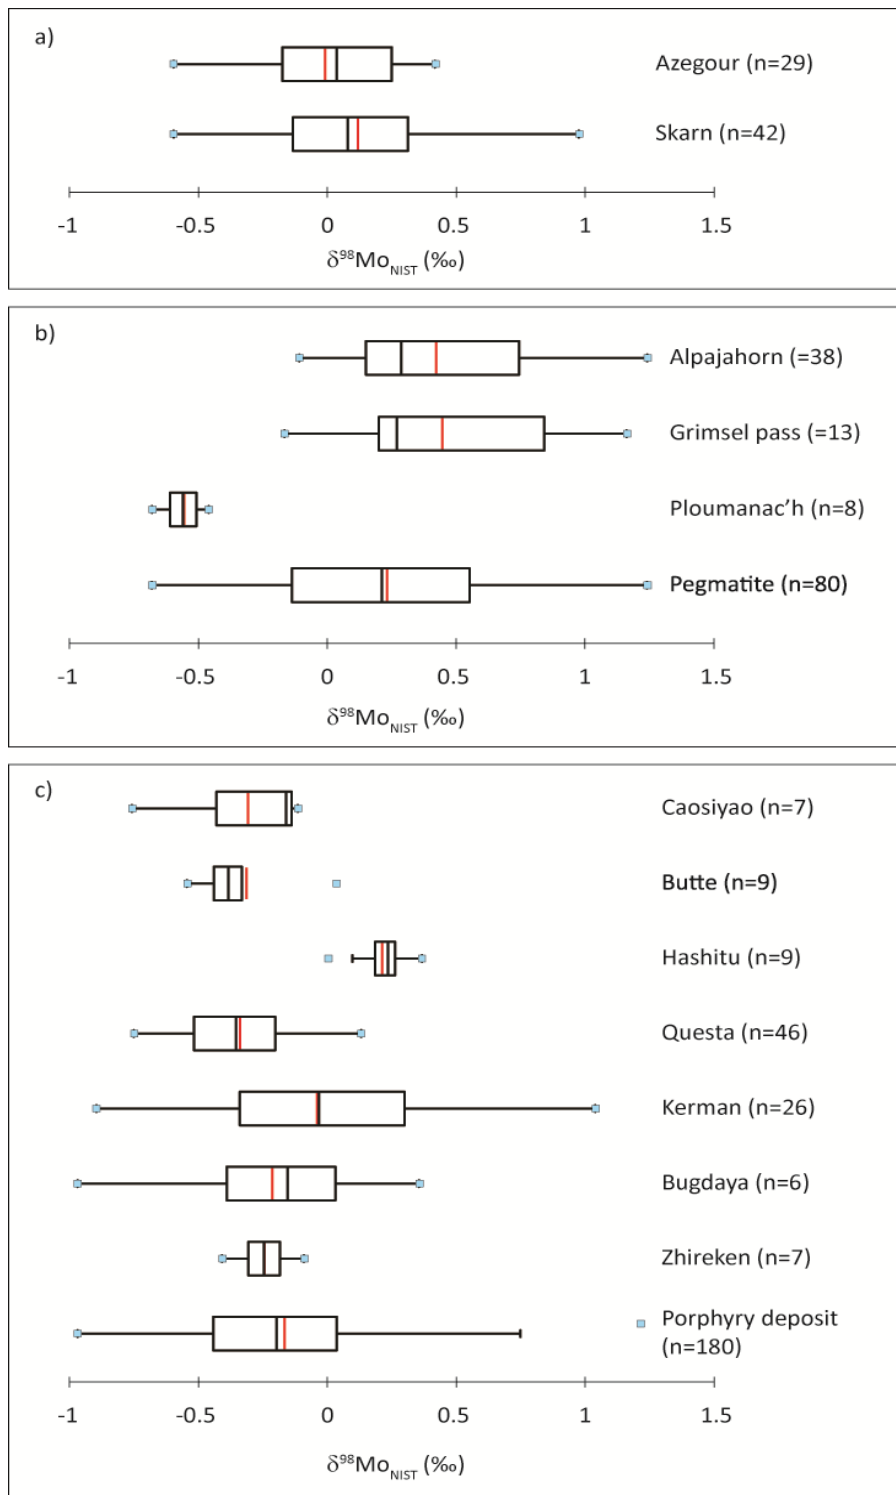 a)
Azegour (n=29)
Skarn (n=42)
-1 -0.5 0 0.5 1 1.5
δ⁹⁸Mo_NIST (‰)
b)
Alpajahorn (=38)
Grimsel pass (=13)
Ploumanac’h (n=8)
Pegmatite (n=80)
-1 -0.5 0 0.5 1 1.5
δ⁹⁸Mo_NIST (‰)
c)
Caosiyao (n=7)
Butte (n=9)
Hashitu (n=9)
Questa (n=46)
Kerman (n=26)
Bugdaya (n=6)
Zhireken (n=7)
Porphyry deposit
(n=180)
-1 -0.5 0 0.5 1 1.5
δ⁹⁸Mo_NIST (‰)